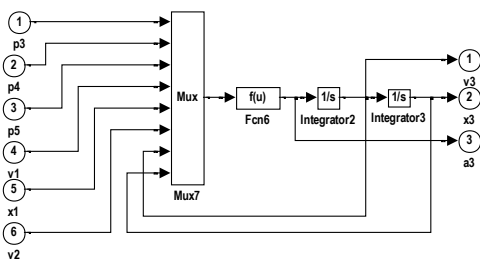 1
p3
2
p4
3
p5
4
v1
5
x1
6
v2
Mux
Mux7
f(u)
Fcn6
1/s
Integrator2
1/s
Integrator3
1
v3
2
x3
3
a3